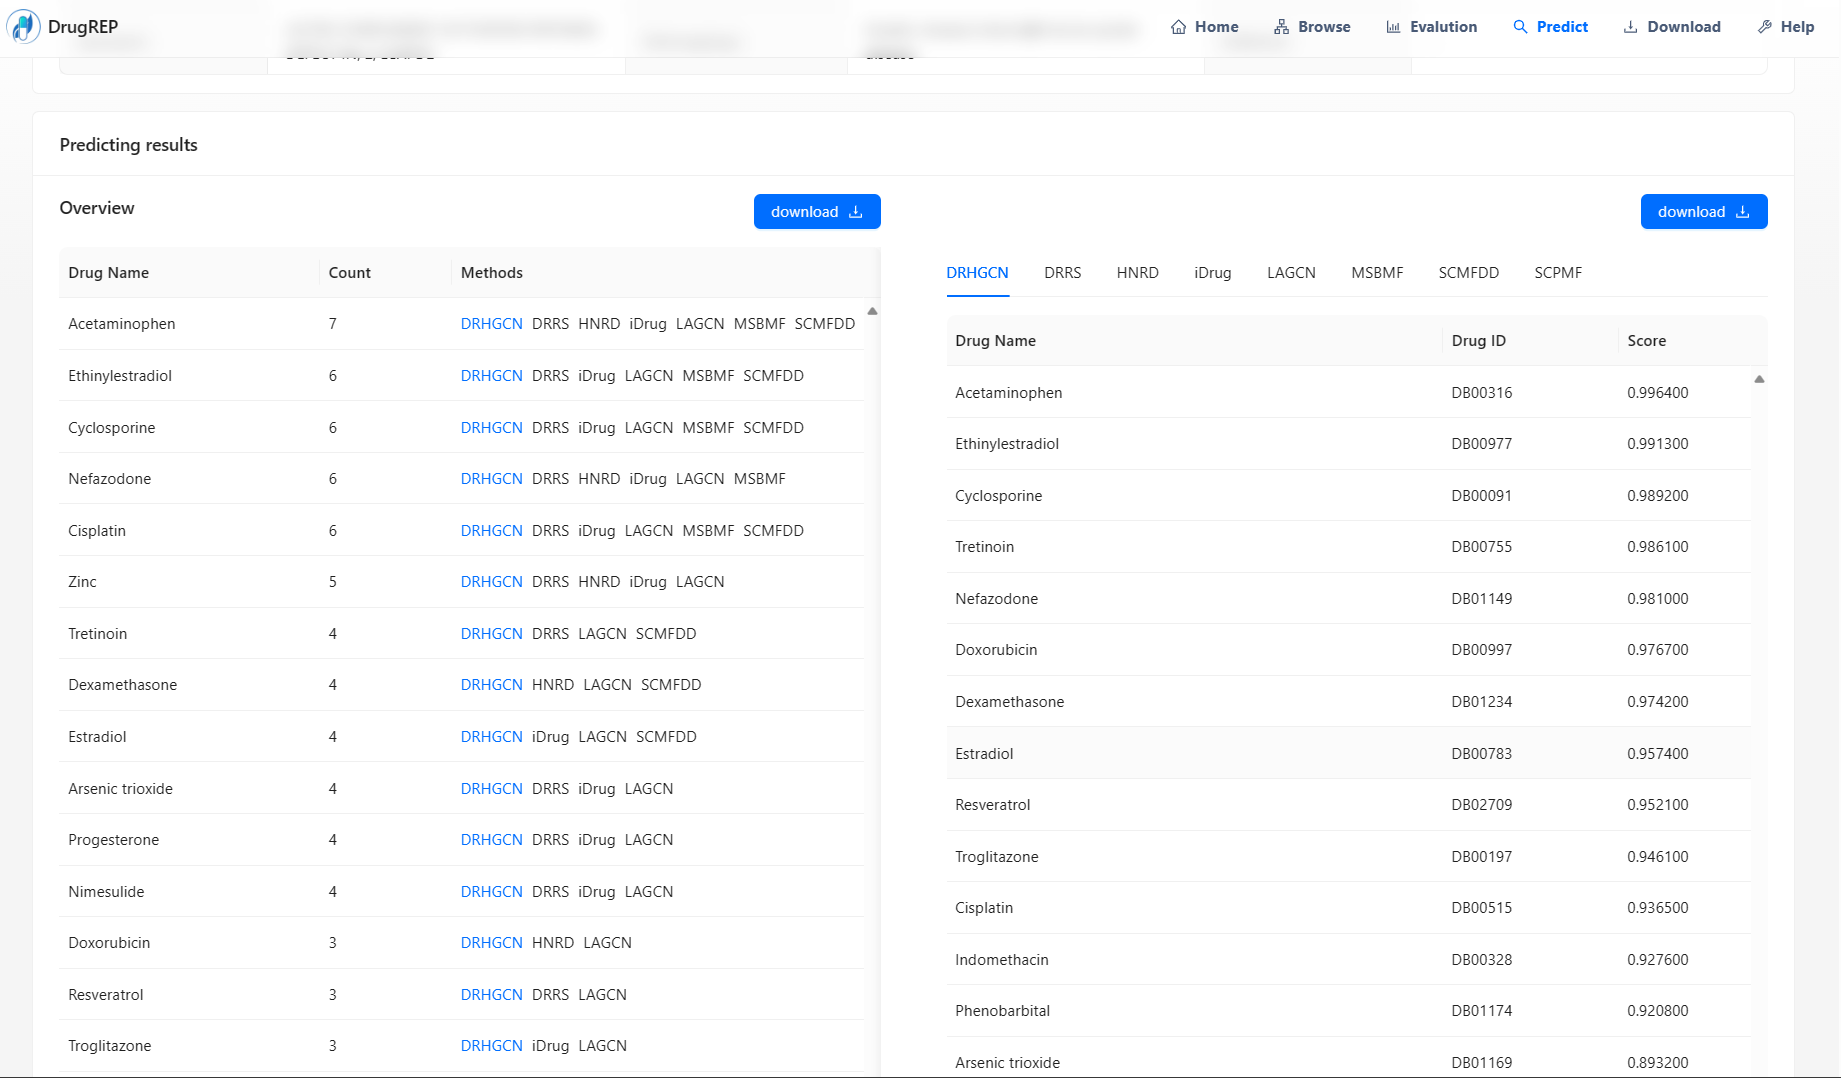 DrugREP
Home Browse Evalution Predict Download Help
disease
Predicting results
Overview download
download
Drug Name Count Methods
Acetaminophen 7 DRHGCN DRRS HNRD iDrug LAGCN MSBMF SCMFDD
Ethinylestradiol 6 DRHGCN DRRS iDrug LAGCN MSBMF SCMFDD
Cyclosporine 6 DRHGCN DRRS iDrug LAGCN MSBMF SCMFDD
Nefazodone 6 DRHGCN DRRS HNRD iDrug LAGCN MSBMF
Cisplatin 6 DRHGCN DRRS iDrug LAGCN MSBMF SCMFDD
Zinc 5 DRHGCN DRRS HNRD iDrug LAGCN
Tretinoin 4 DRHGCN DRRS LAGCN SCMFDD
Dexamethasone 4 DRHGCN HNRD LAGCN SCMFDD
Estradiol 4 DRHGCN iDrug LAGCN SCMFDD
Arsenic trioxide 4 DRHGCN DRRS iDrug LAGCN
Progesterone 4 DRHGCN DRRS iDrug LAGCN
Nimesulide 4 DRHGCN DRRS iDrug LAGCN
Doxorubicin 3 DRHGCN HNRD LAGCN
Resveratrol 3 DRHGCN DRRS LAGCN
Troglitazone 3 DRHGCN iDrug LAGCN
DRHGCN DRRS HNRD iDrug LAGCN MSBMF SCMFDD SCPMF
Drug Name Drug ID Score
Acetaminophen DB00316 0.996400
Ethinylestradiol DB00977 0.991300
Cyclosporine DB00091 0.989200
Tretinoin DB00755 0.986100
Nefazodone DB01149 0.981000
Doxorubicin DB00997 0.976700
Dexamethasone DB01234 0.974200
Estradiol DB00783 0.957400
Resveratrol DB02709 0.952100
Troglitazone DB00197 0.946100
Cisplatin DB00515 0.936500
Indomethacin DB00328 0.927600
Phenobarbital DB01174 0.920800
Arsenic trioxide DB01169 0.893200